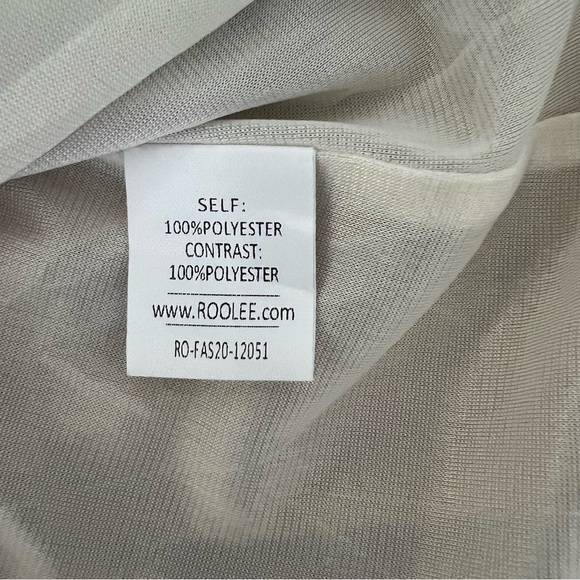 SELF:
100%POLYESTER
CONTRAST:
100%POLYESTER
www.ROOLEE.com
RO-FAS20-12051